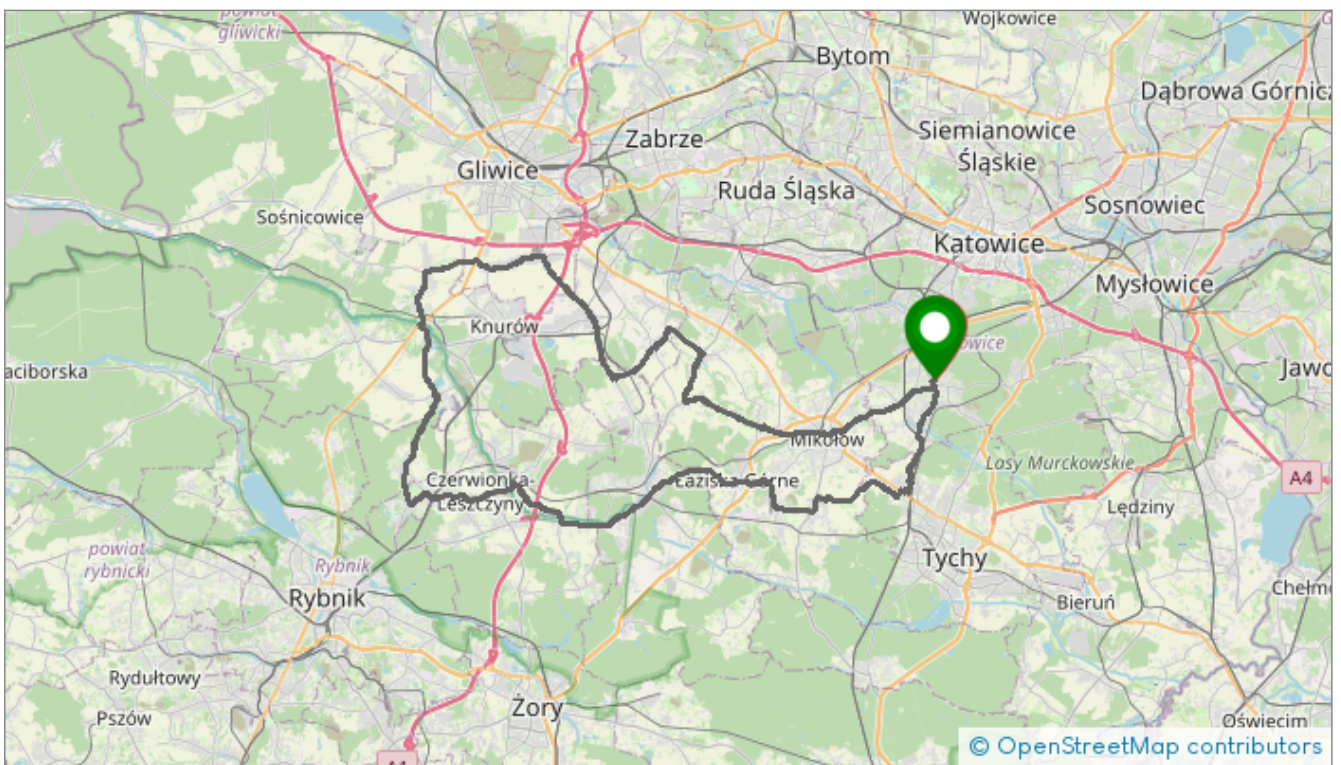 powiat
gliwicki
Wojkowice
Bytom
Dąbrowa Górnicz
Siemianowice
Śląskie
Zabrze
Gliwice
Ruda Śląska
Sosnowiec
Sośnicowice
Katowice
Mysłowice
Knurów
owice
aciborska
Jawo
Mikołów
Lasy Murckowskie
Czerwionka-
Leszczyny
Łaziska Górne
A4
Lędziny
powiat
rybnicki
Rybnik
Tychy
Rybnik
Bieruń
Chełm
Rydułtowy
Żory
Pszów
Oświęcim
© OpenStreetMap contributors
A1